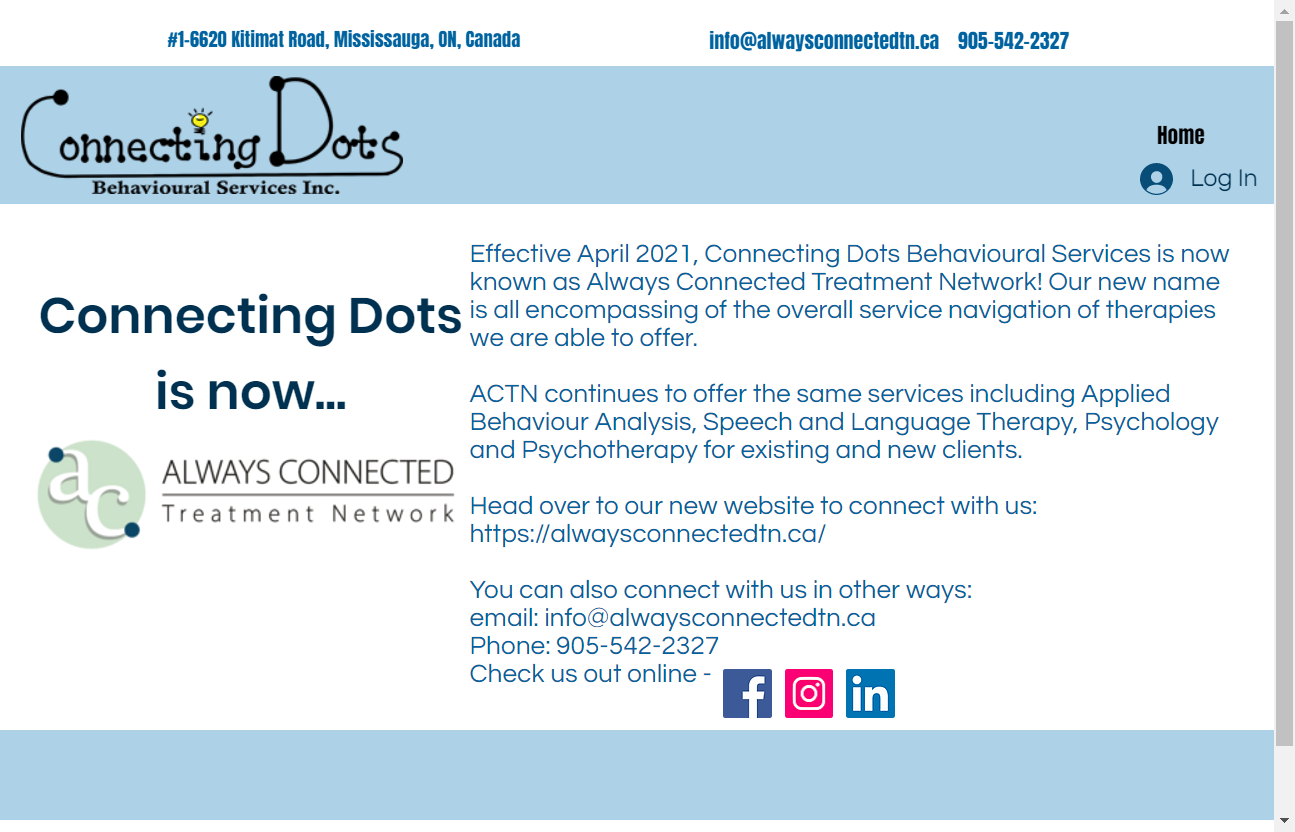 #1-6620 Kitimat Road, Mississauga, ON, Canada
info@alwaysconnectedtn.ca 905-542-2327
Connecting Dots
Behavioural Services Inc.
Home
Log In
Connecting Dots
is now...
ac
ALWAYS CONNECTED
Treatment Network
Effective April 2021, Connecting Dots Behavioural Services is now
known as Always Connected Treatment Network! Our new name
is all encompassing of the overall service navigation of therapies
we are able to offer.
ACTN continues to offer the same services including Applied
Behaviour Analysis, Speech and Language Therapy, Psychology
and Psychotherapy for existing and new clients.
Head over to our new website to connect with us:
https://alwaysconnectedtn.ca/
You can also connect with us in other ways:
email: info@alwaysconnectedtn.ca
Phone: 905-542-2327
Check us out online -